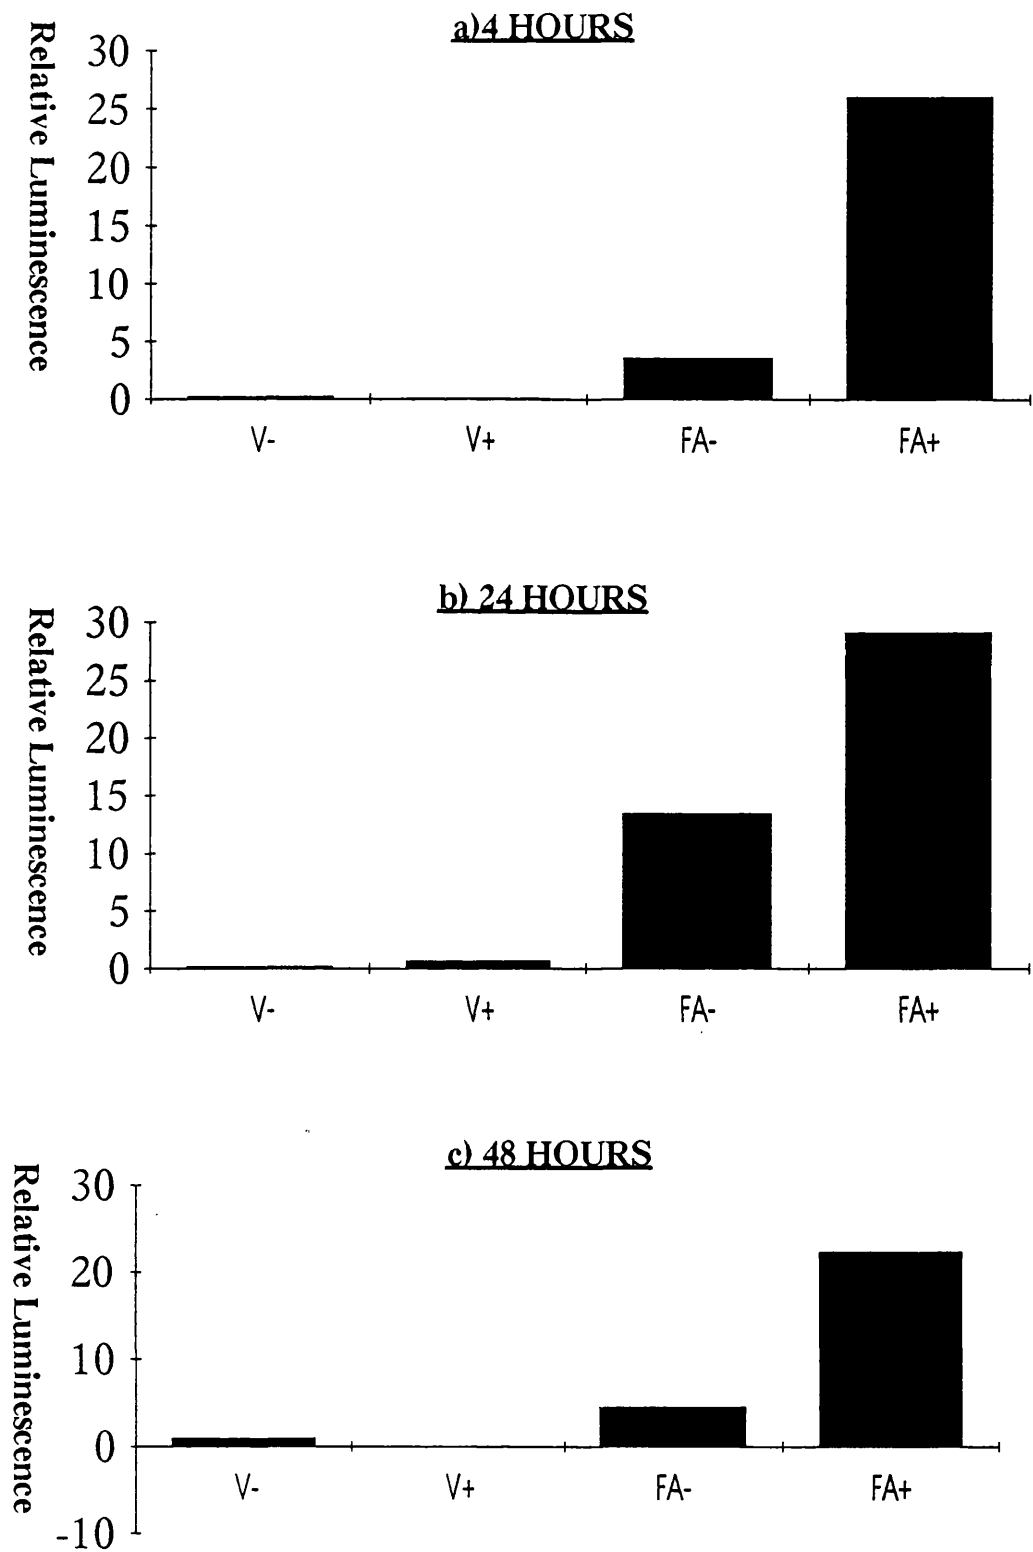 a)4 HOURS
Relative Luminescence
30
25
20
15
10
5
0
V- V+ FA- FA+
b) 24 HOURS
Relative Luminescence
30
25
20
15
10
5
0
V- V+ FA- FA+
c) 48 HOURS
Relative Luminescence
30
20
10
0
-10
V- V+ FA- FA+